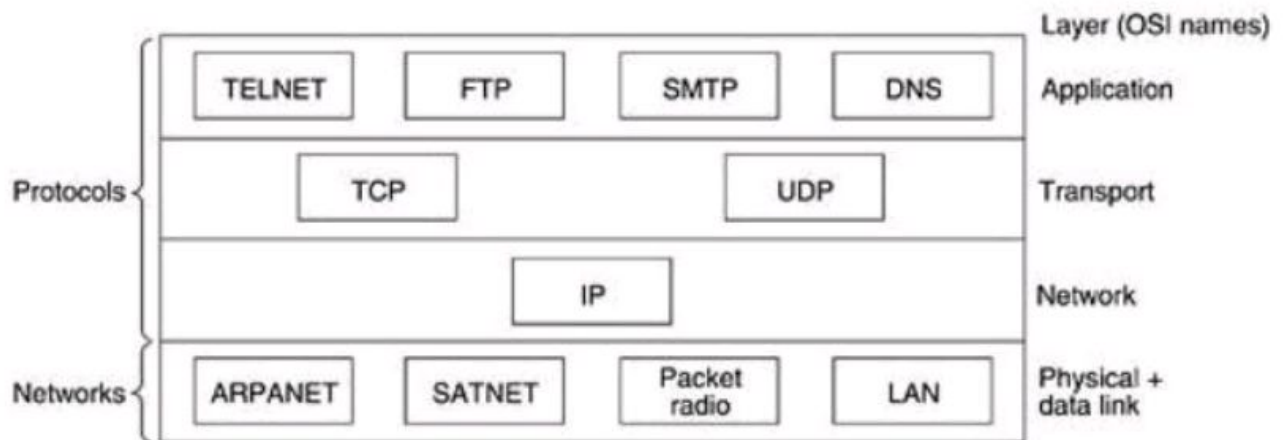 Layer (OSI names)
TELNET FTP SMTP DNS Application
Protocols TCP UDP Transport
IP Network
Networks ARPANET SATNET Packet radio LAN Physical + data link